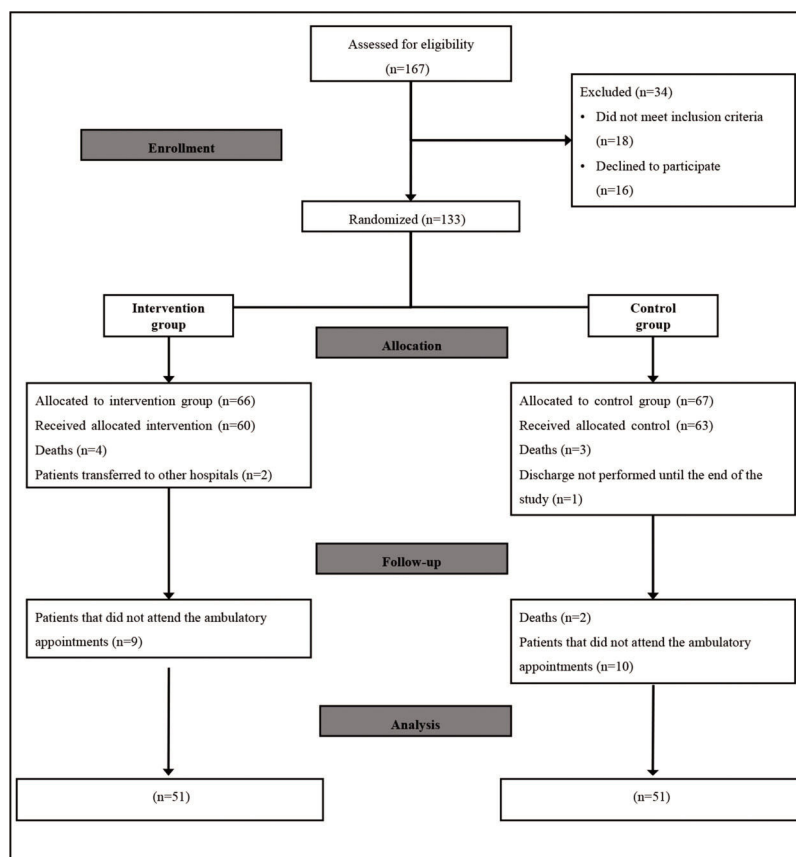 Assessed for eligibility
(n=167)
Excluded (n=34)
• Did not meet inclusion criteria
(n=18)
• Declined to participate
(n=16)
Enrollment
Randomized (n=133)
Intervention
group
Control
group
Allocation
Allocated to intervention group (n=66)
Received allocated intervention (n=60)
Deaths (n=4)
Patients transferred to other hospitals (n=2)
Allocated to control group (n=67)
Received allocated control (n=63)
Deaths (n=3)
Discharge not performed until the end of the
study (n=1)
Follow-up
Patients that did not attend the ambulatory
appointments (n=9)
Deaths (n=2)
Patients that did not attend the ambulatory
appointments (n=10)
Analysis
(n=51)
(n=51)